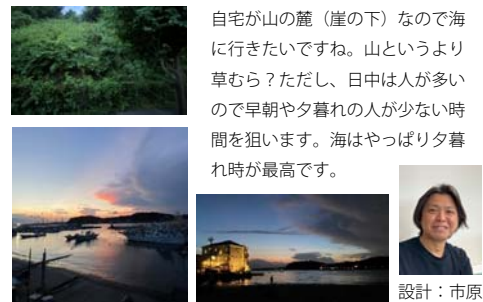 自宅が山の麓（崖の下）なので海
に行きたいですね。山というより
草むら？ただし、日中は人が多い
ので早朝や夕暮れの人が少ない時
間を狙います。海はやっぱり夕暮
れ時が最高です。
設計：市原